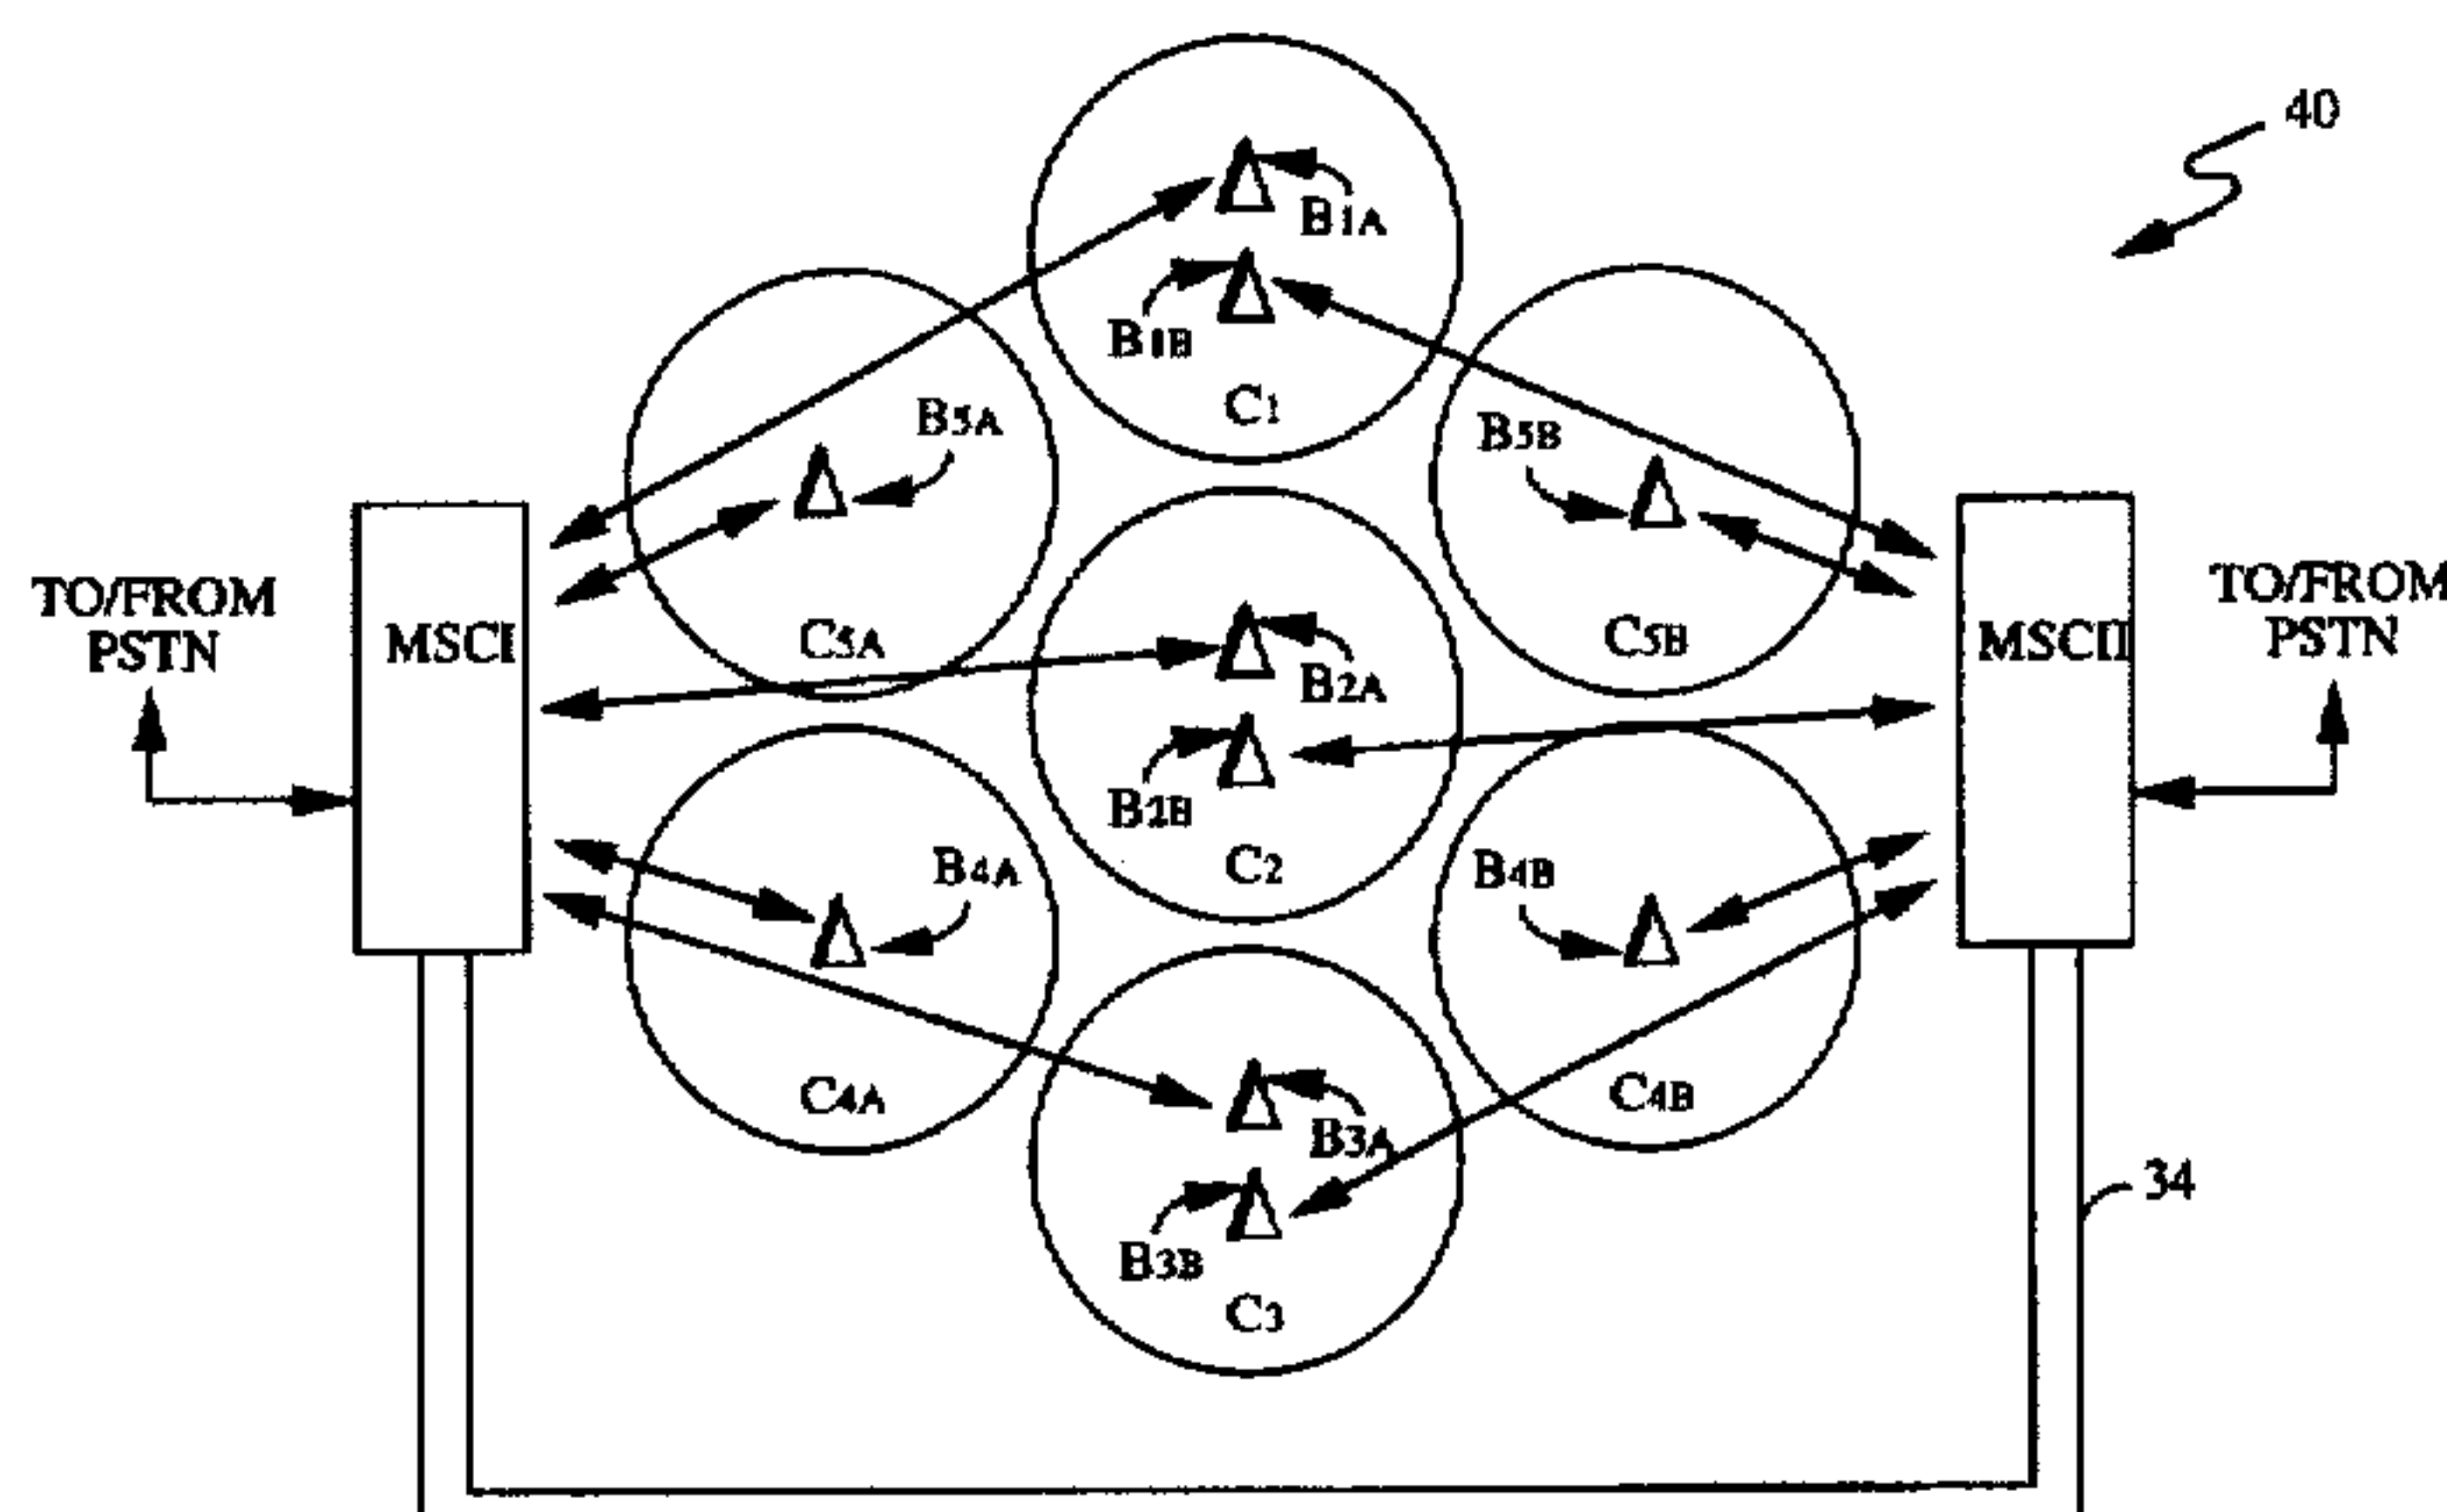 40
B1A
B1B
C1
B5A
B5B
TO/FROM
PSTN
MSCI
C5A
C5B
MSCII
TO/FROM
PSTN
B2A
B2B
C2
B4A
B4B
C4A
C4B
B3A
B3B
C3
34